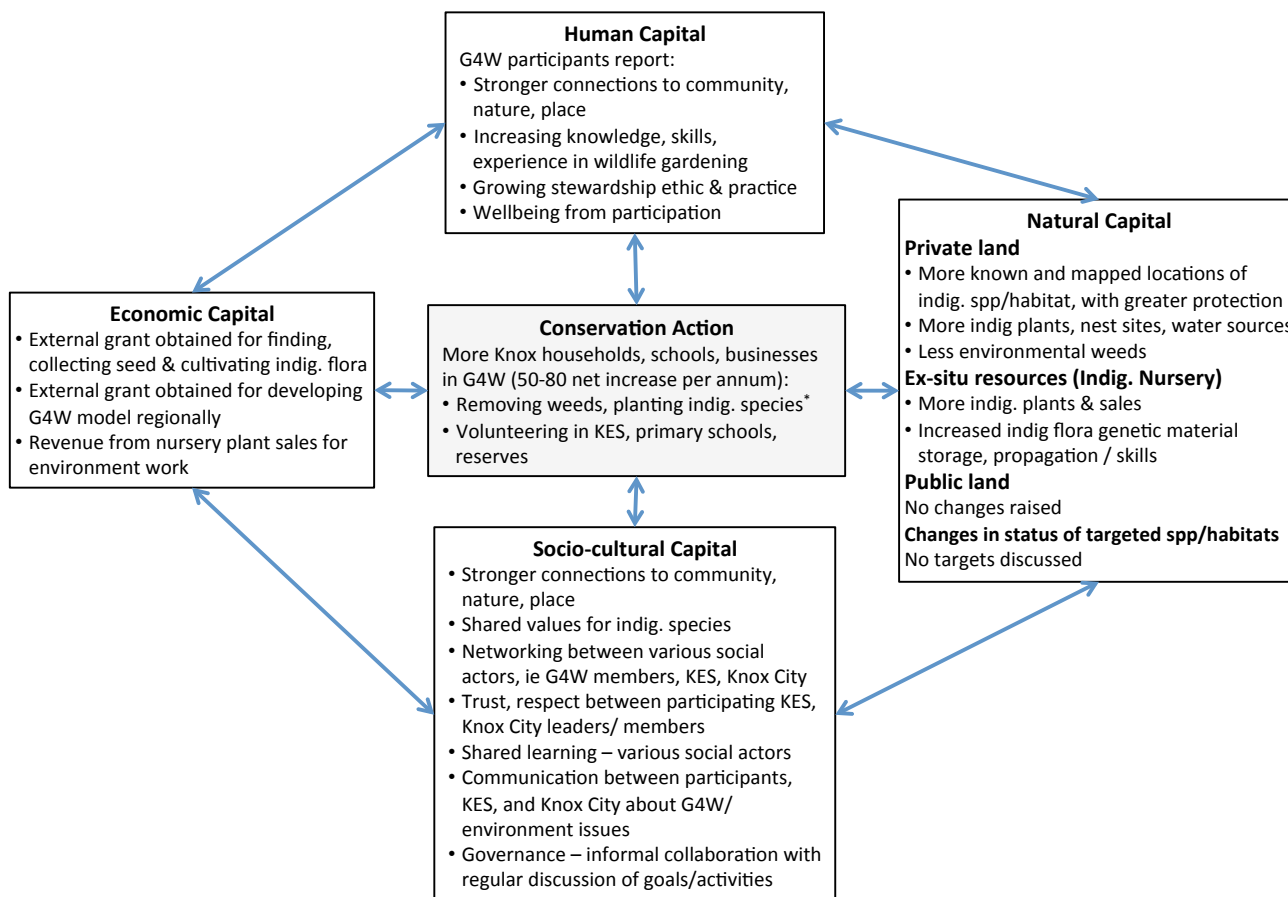 Human Capital
G4W participants report:
• Stronger connections to community,
nature, place
• Increasing knowledge, skills,
experience in wildlife gardening
• Growing stewardship ethic & practice
• Wellbeing from participation
Economic Capital
• External grant obtained for finding,
collecting seed & cultivating indig. flora
• External grant obtained for developing
G4W model regionally
• Revenue from nursery plant sales for
environment work
Conservation Action
More Knox households, schools, businesses
in G4W (50-80 net increase per annum):
• Removing weeds, planting indig. species*
• Volunteering in KES, primary schools,
reserves
Natural Capital
Private land
• More known and mapped locations of
indig. spp/habitat, with greater protection
• More indig plants, nest sites, water sources
• Less environmental weeds
Ex-situ resources (Indig. Nursery)
• More indig. plants & sales
• Increased indig flora genetic material
storage, propagation / skills
Public land
No changes raised
Changes in status of targeted spp/habitats
No targets discussed
Socio-cultural Capital
• Stronger connections to community,
nature, place
• Shared values for indig. species
• Networking between various social
actors, ie G4W members, KES, Knox City
• Trust, respect between participating KES,
Knox City leaders/ members
• Shared learning – various social actors
• Communication between participants,
KES, and Knox City about G4W/
environment issues
• Governance – informal collaboration with
regular discussion of goals/activities